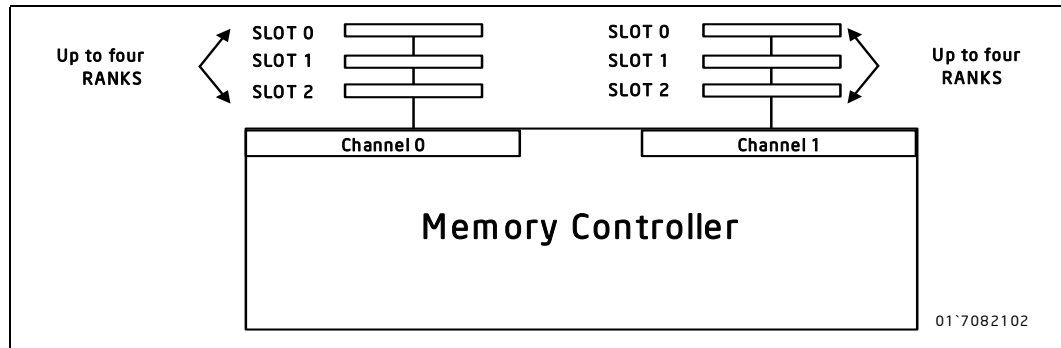 SLOT 0
SLOT 1
SLOT 2
Up to four
RANKS
SLOT 0
SLOT 1
SLOT 2
Up to four
RANKS
Channel 0
Channel 1
Memory Controller
01`7082102